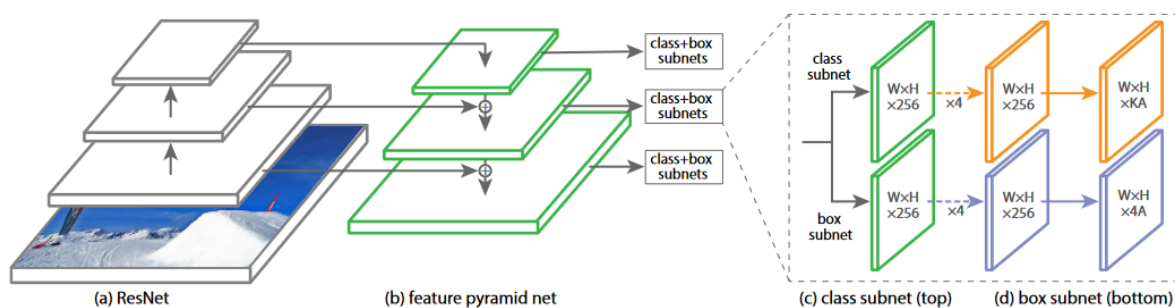 class+box
subnets
class+box
subnets
class+box
subnets
class
subnet
W×H
×256
×4
W×H
×256
W×H
×KA
W×H
×256
×4
W×H
×256
W×H
×4A
box
subnet
(a) ResNet
(b) feature pyramid net
(c) class subnet (top)
(d) box subnet (bottom)